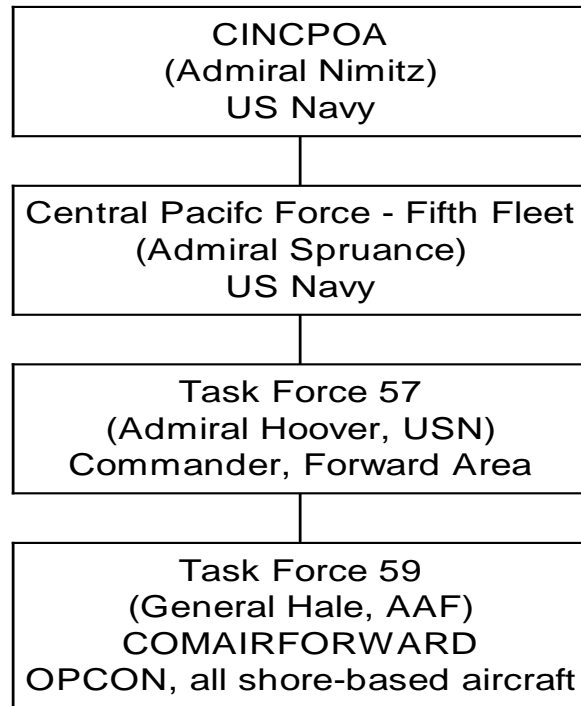 CINCPOA
(Admiral Nimitz)
US Navy
Central Pacifc Force - Fifth Fleet
(Admiral Spruance)
US Navy
Task Force 57
(Admiral Hoover, USN)
Commander, Forward Area
Task Force 59
(General Hale, AAF)
COMAIRFORWARD
OPCON, all shore-based aircraft